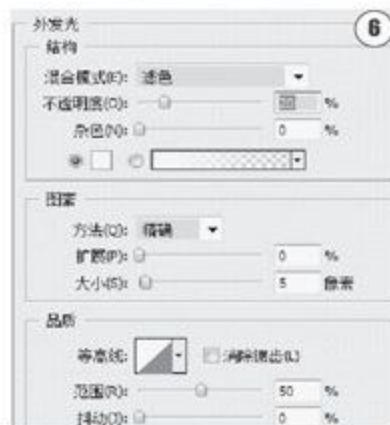 外发光
6
结构
混合模式(E): 滤色
不透明度(O): %
杂色(N): 0 %
图素
方法(Q): 精确
扩展(P): 0 %
大小(S): 5 像素
品质
等高线: 消除锯齿(L)
范围(R): 50 %
抖动(J): 0 %